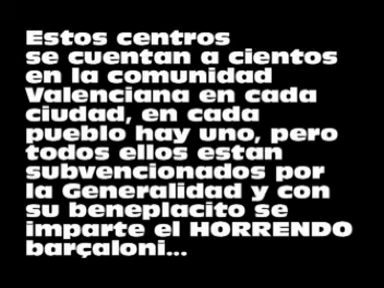 Estos centros
se cuentan a cientos
en la comunidad
Valenciana en cada
ciudad, en cada
pueblo hay uno, pero
todos ellos estan
subvencionados por
la Generalidad y con
su beneplacito se
imparte el HORRENDO
barçaloni...